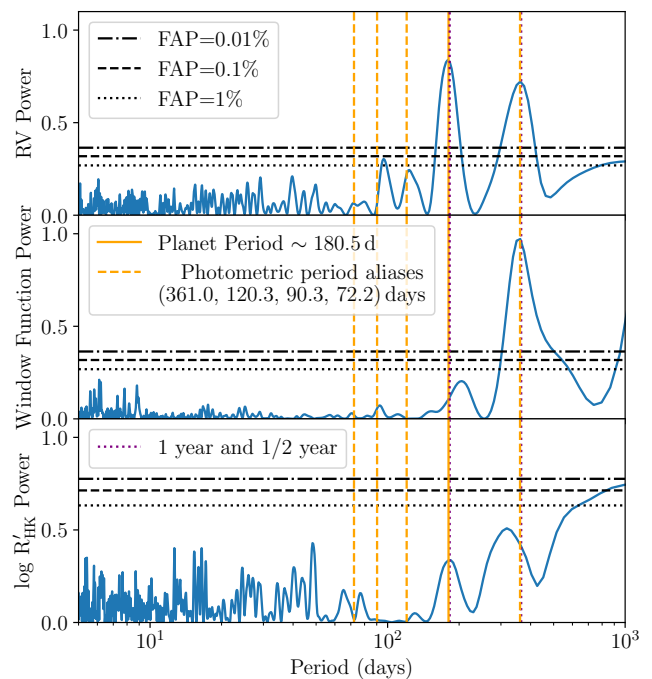 1.0
0.5
0.0
RV Power
FAP=0.01%
FAP=0.1%
FAP=1%
1.0
0.5
0.0
Window Function Power
Planet Period ∼ 180.5 d
Photometric period aliases
(361.0, 120.3, 90.3, 72.2) days
1.0
0.5
0.0
log R′HK Power
1 year and 1/2 year
10¹ 10² 10³
Period (days)